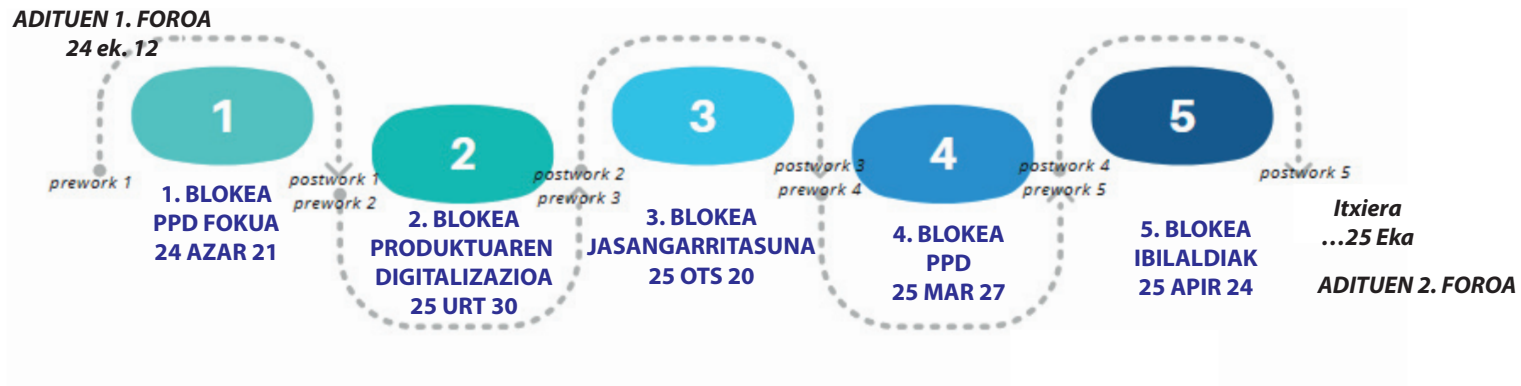 ADITUEN 1. FOROA
24 ek. 12
prework 1
1
1. BLOKEA
PPD FOKUA
24 AZAR 21
postwork 1
prework 2
2
2. BLOKEA
PRODUKTUAREN
DIGITALIZAZIOA
25 URT 30
postwork 2
prework 3
3
3. BLOKEA
JASANGARRITASUNA
25 OTS 20
postwork 3
prework 4
4
4. BLOKEA
PPD
25 MAR 27
postwork 4
prework 5
5
5. BLOKEA
IBILALDIAK
25 APIR 24
postwork 5
Itxiera
...25 Eka
ADITUEN 2. FOROA